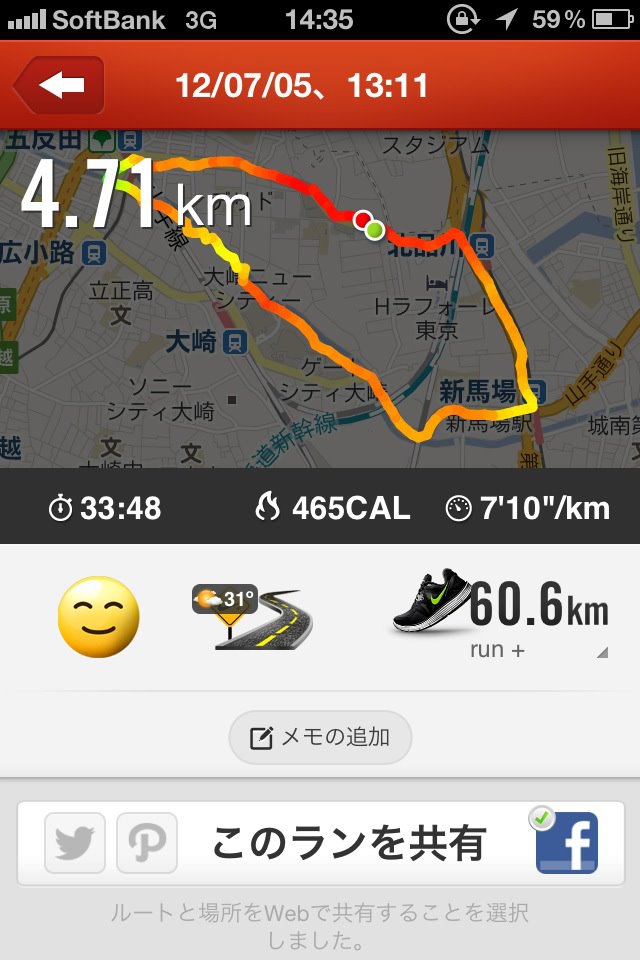 SoftBank 3G 14:35 59%
12/07/05、13:11
五反田
スタジアム
旧海岸通り
4.71 km
広小路
立正高
大崎ニュー
シティー
北品川
Hラフォーレ
東京
大崎
ゲート
シティ大崎
ソニー
シティ大崎
新馬場
新馬場駅
山手通り
城南第
道新幹線
33:48 465CAL 7'10"/km
31°
60.6km
run +
メモの追加
このランを共有
ルートと場所をWebで共有することを選択
しました。